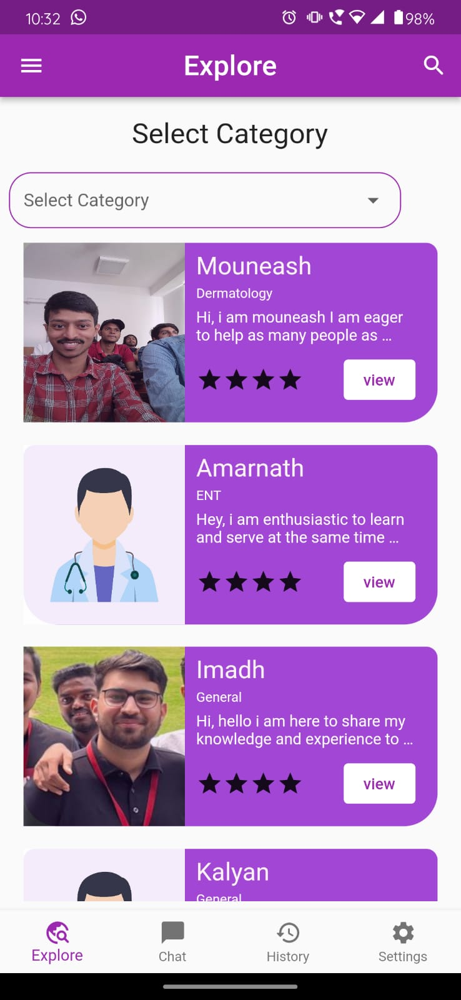 10:32
98%
Explore
Select Category
Select Category
Mouneash
Dermatology
Hi, i am mouneash I am eager
to help as many people as ...
view
Amarnath
ENT
Hey, i am enthusiastic to learn
and serve at the same time ...
view
Imadh
General
Hi, hello i am here to share my
knowledge and experience to ...
view
Kalyan
General
Explore
Chat
History
Settings